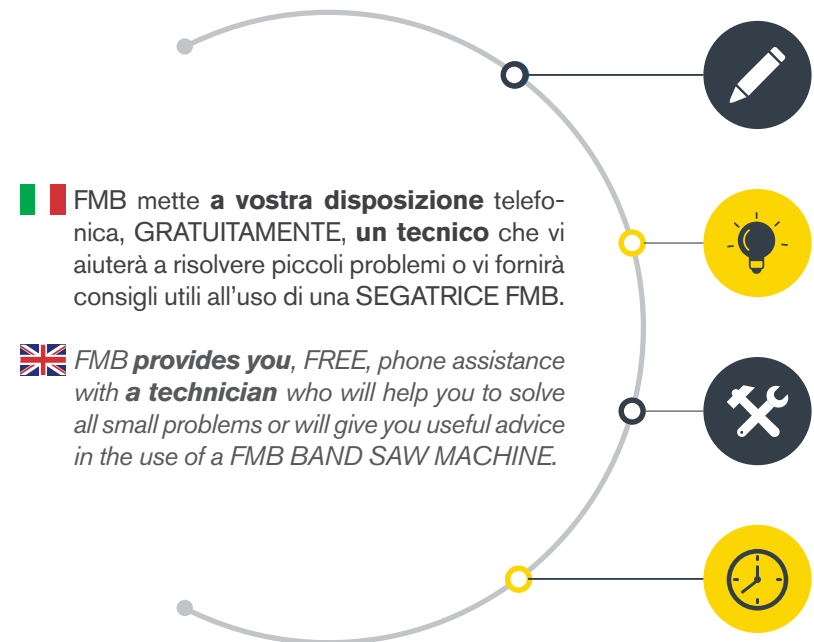 FMB mette a vostra disposizione telefo-
nica, GRATUITAMENTE, un tecnico che vi
aiuterà a risolvere piccoli problemi o vi fornirà
consigli utili all'uso di una SEGATRICE FMB.
FMB provides you, FREE, phone assistance
with a technician who will help you to solve
all small problems or will give you useful advice
in the use of a FMB BAND SAW MACHINE.